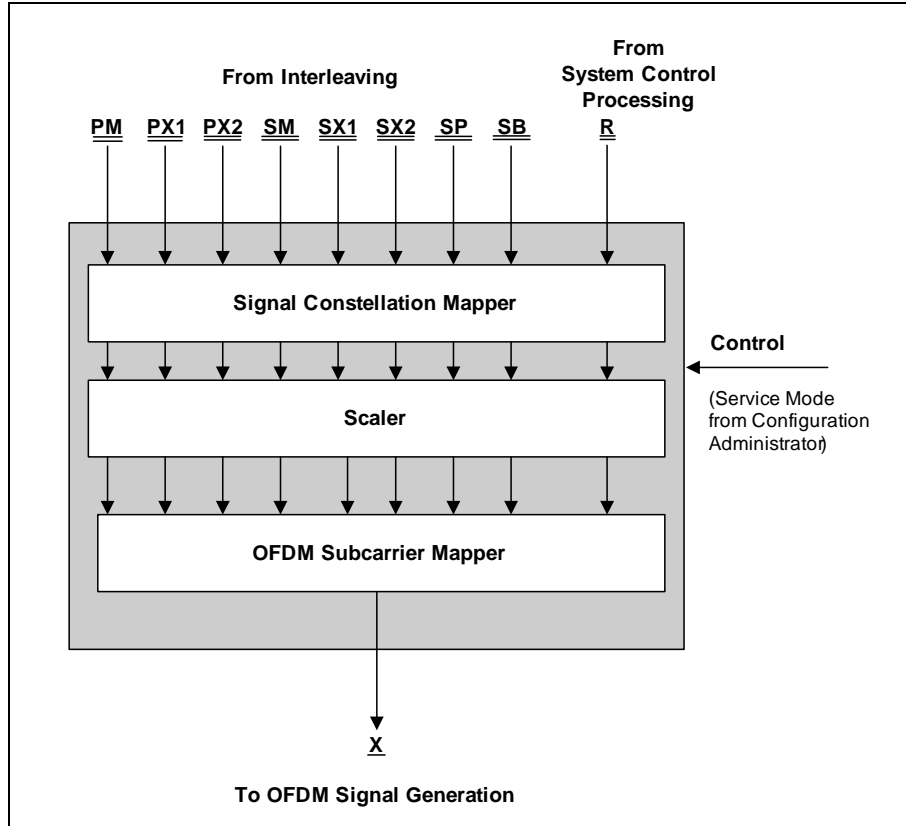 From Interleaving
From
System Control
Processing
PM PX1 PX2 SM SX1 SX2 SP SB R
Signal Constellation Mapper
Control
(Service Mode
from Configuration
Administrator)
Scaler
OFDM Subcarrier Mapper
X
To OFDM Signal Generation